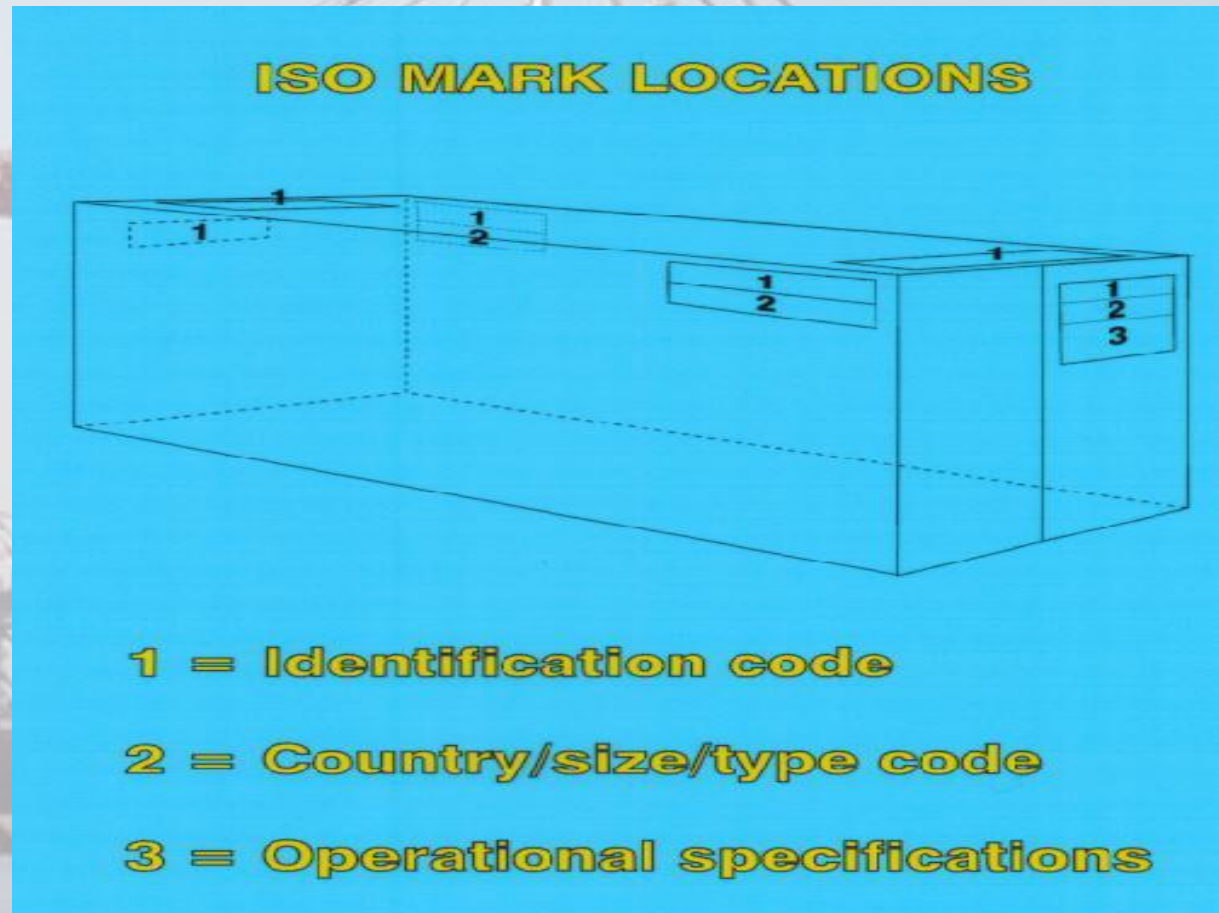 ISO MARK LOCATIONS
1
1
1
2
1
1
2
1
2
3
1 = Identification code
2 = Country/size/type code
3 = Operational specifications